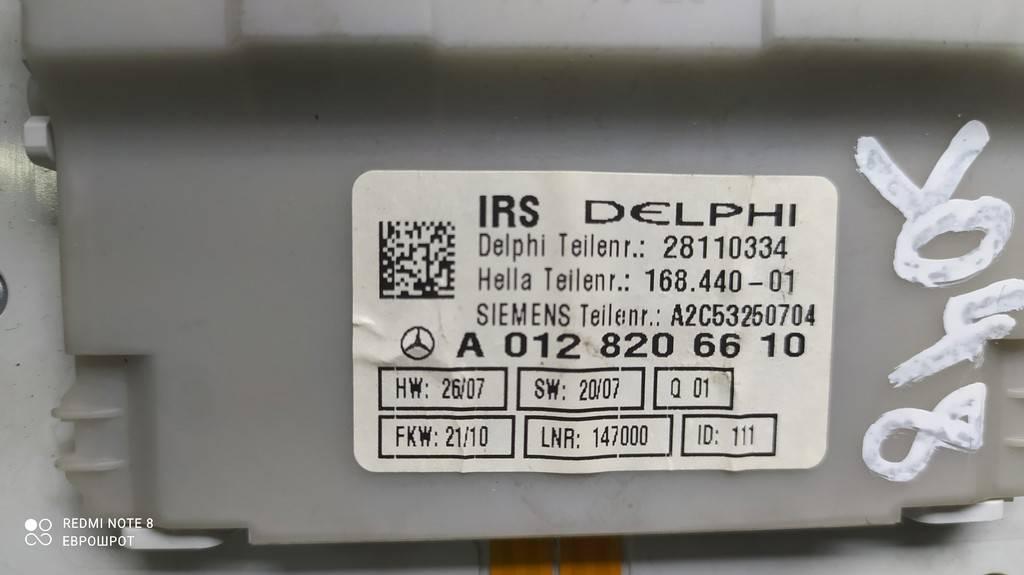 IRS DELPHI
Delphi Teilenr.: 28110334
Hella Teilenr.: 168.440-01
SIEMENS Teilenr.: A2C53250704
A 012 820 66 10
HW: 26/07 SW: 20/07 Q 01
FKW: 21/10 LNR: 147000 ID: 111
REDMI NOTE 8
ЕВРОШРОТ